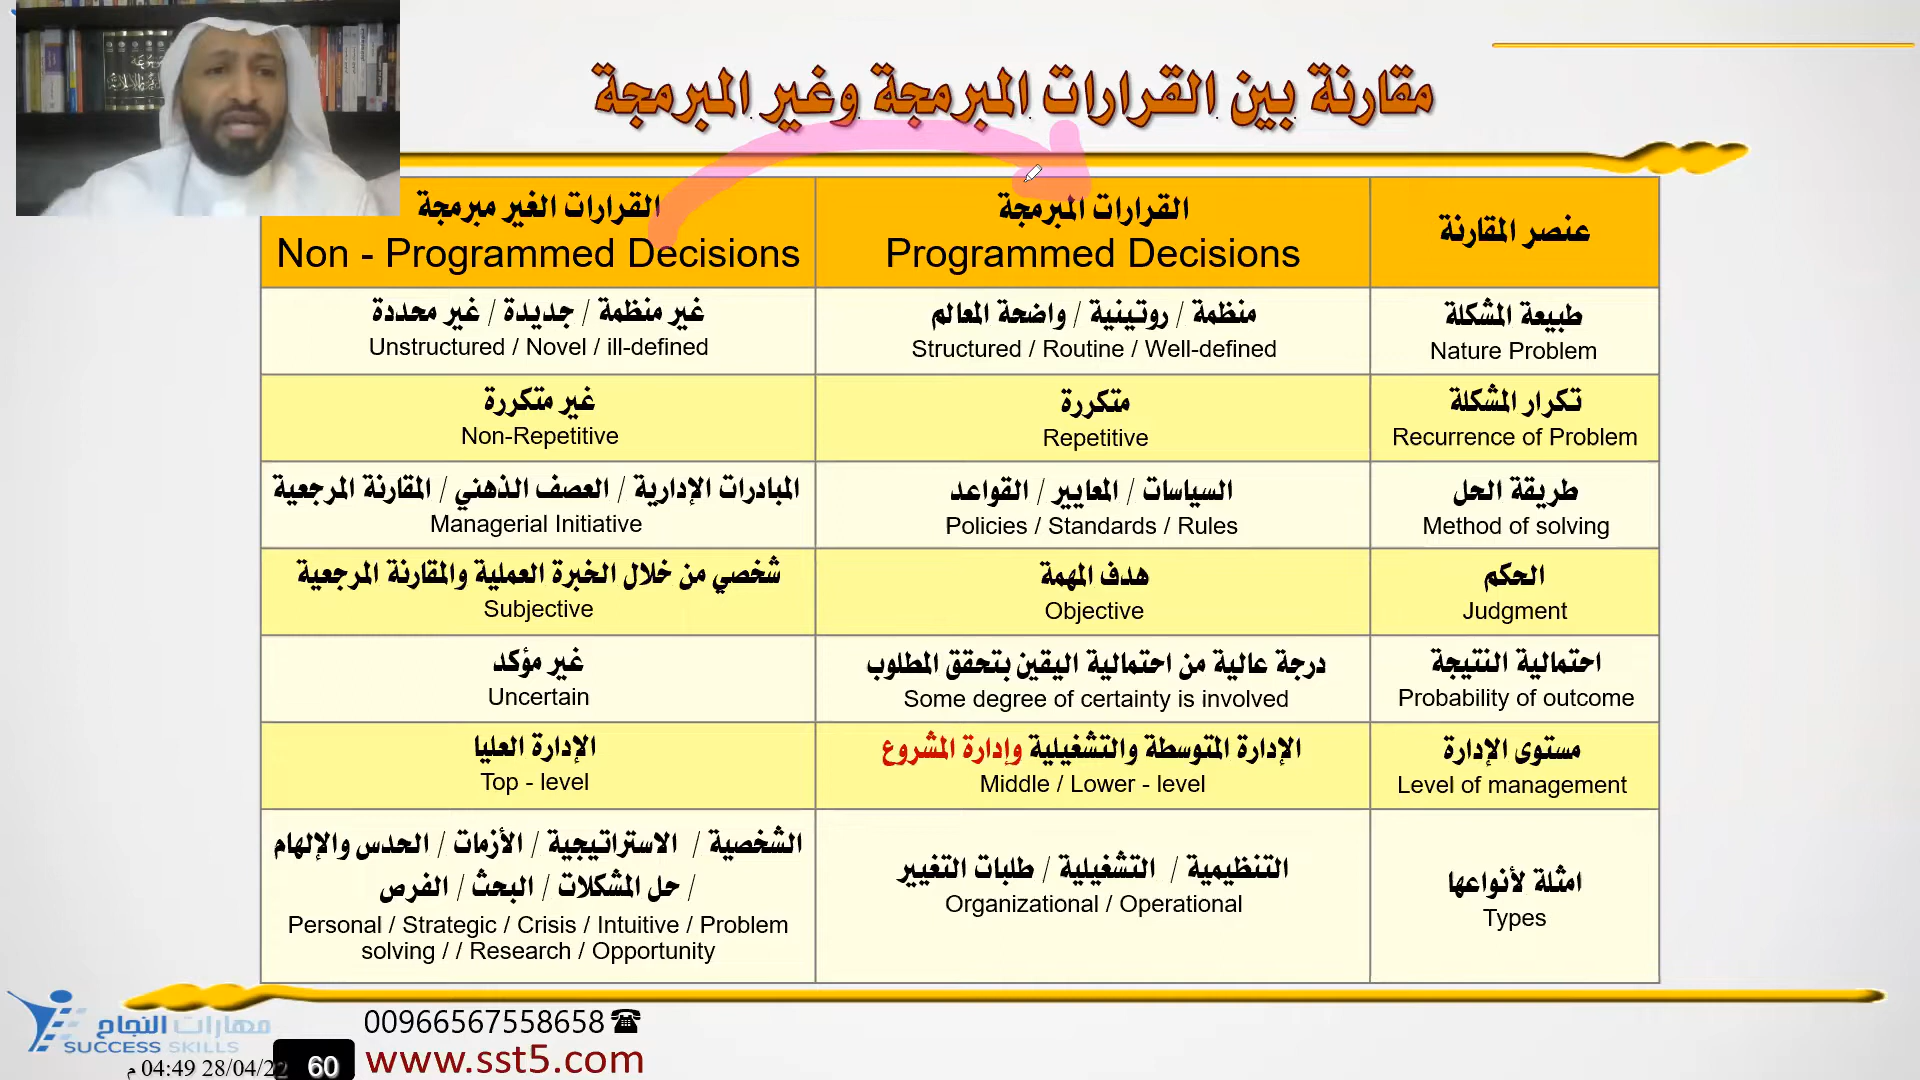 مقارنة بين القرارات المبرمجة وغير المبرمجة
عنصر المقارنة
القرارات المبرمجة
Programmed Decisions
القرارات الغير مبرمجة
Non - Programmed Decisions
طبيعة المشكلة
Nature Problem
منظمة / روتينية / واضحة المعالم
Structured / Routine / Well-defined
غير منظمة / جديدة / غير محددة
Unstructured / Novel / ill-defined
تكرار المشكلة
Recurrence of Problem
متكررة
Repetitive
غير متكررة
Non-Repetitive
طريقة الحل
Method of solving
السياسات / المعايير / القواعد
Policies / Standards / Rules
المبادرات الإدارية / العصف الذهني / المقارنة المرجعية
Managerial Initiative
الحكم
Judgment
هدف المهمة
Objective
شخصي من خلال الخبرة العملية والمقارنة المرجعية
Subjective
احتمالية النتيجة
Probability of outcome
درجة عالية من احتمالية اليقين بتحقق المطلوب
Some degree of certainty is involved
غير مؤكد
Uncertain
مستوى الإدارة
Level of management
الإدارة المتوسطة والتشغيلية وإدارة المشروع
Middle / Lower - level
الإدارة العليا
Top - level
امثلة لأنواعها
Types
التنظيمية / التشغيلية / طلبات التغيير
Organizational / Operational
الشخصية / الاستراتيجية / الأزمات / الحدس والإلهام
/ حل المشكلات / البحث / الفرص
Personal / Strategic / Crisis / Intuitive / Problem
solving / / Research / Opportunity
مهارات النجاح
SUCCESS SKILLS
00966567558658
www.sst5.com
60
28/04/22 04:49 م